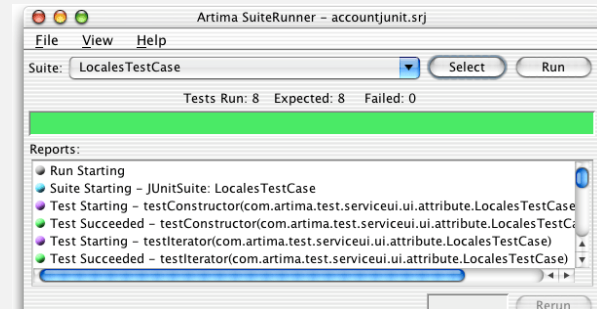 Artima SuiteRunner – accountjunit.srj
File View Help
Suite: LocalesTestCase Select Run
Tests Run: 8 Expected: 8 Failed: 0
Reports:
Run Starting
Suite Starting – JUnitSuite: LocalesTestCase
Test Starting – testConstructor(com.artima.test.serviceui.ui.attribute.LocalesTestCase
Test Succeeded – testConstructor(com.artima.test.serviceui.ui.attribute.LocalesTestCa
Test Starting – testIterator(com.artima.test.serviceui.ui.attribute.LocalesTestCase)
Test Succeeded – testIterator(com.artima.test.serviceui.ui.attribute.LocalesTestCase)
Rerun